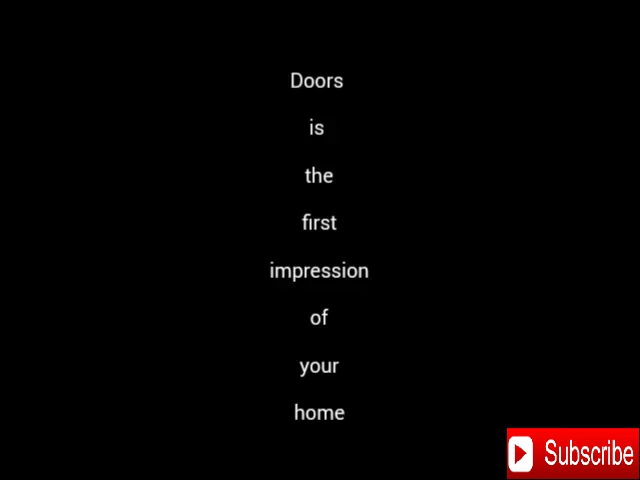 Doors
is
the
first
impression
of
your
home
Subscribe